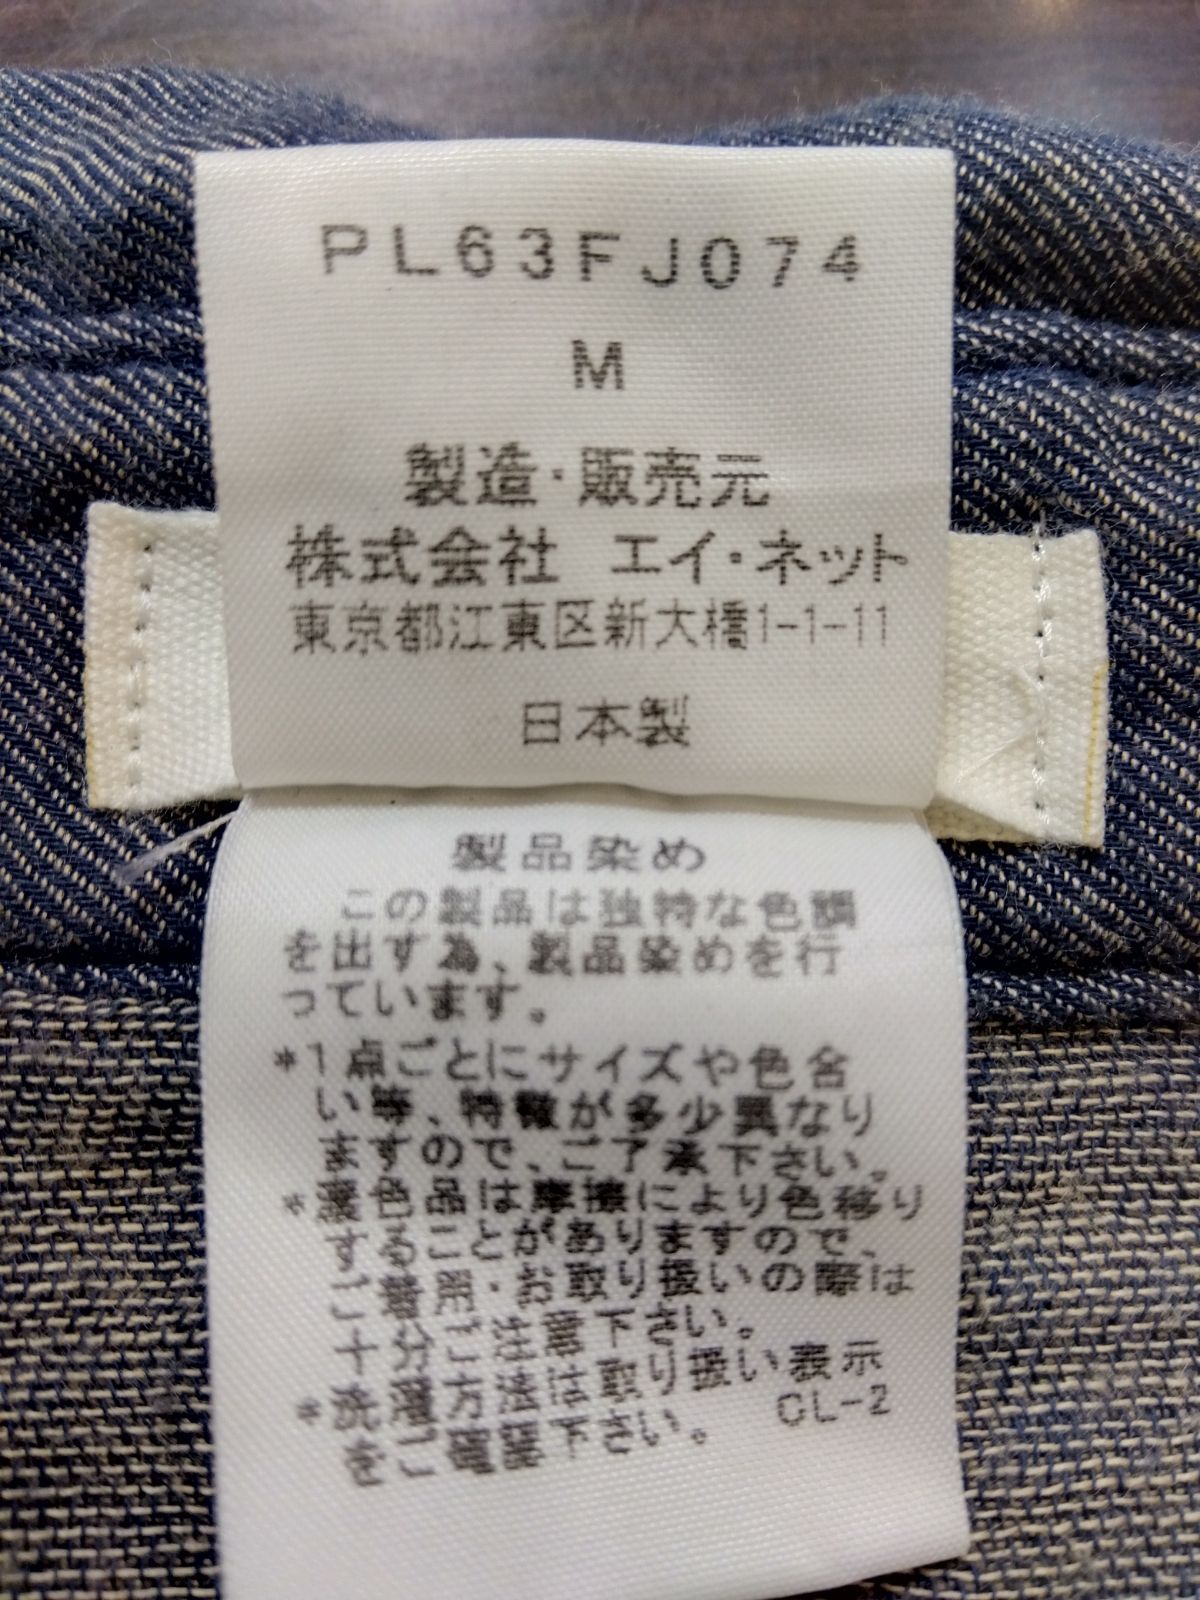 PL63FJ074
M
製造・販売元
株式会社 エイ・ネット
東京都江東区新大橋1-1-11
日本製
製品染め
この製品は独特な色調
を出す為、製品染めを行
っています。
*1点ごとにサイズや色合
い等、特徴が多少異なり
ますので、ご了承下さい。
*濃色品は摩擦により色移り
することがありますので、
ご着用・お取り扱いの際は
十分ご注意下さい。
*洗濯方法は取り扱い表示
をご確認下さい。 CL-2